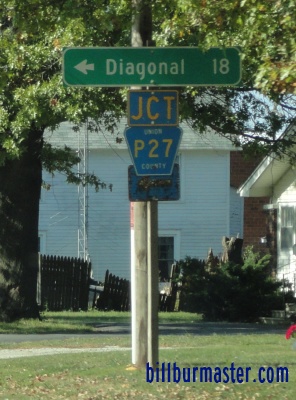 Diagonal 18
JCT
UNION
P27
COUNTY
billburmaster.com